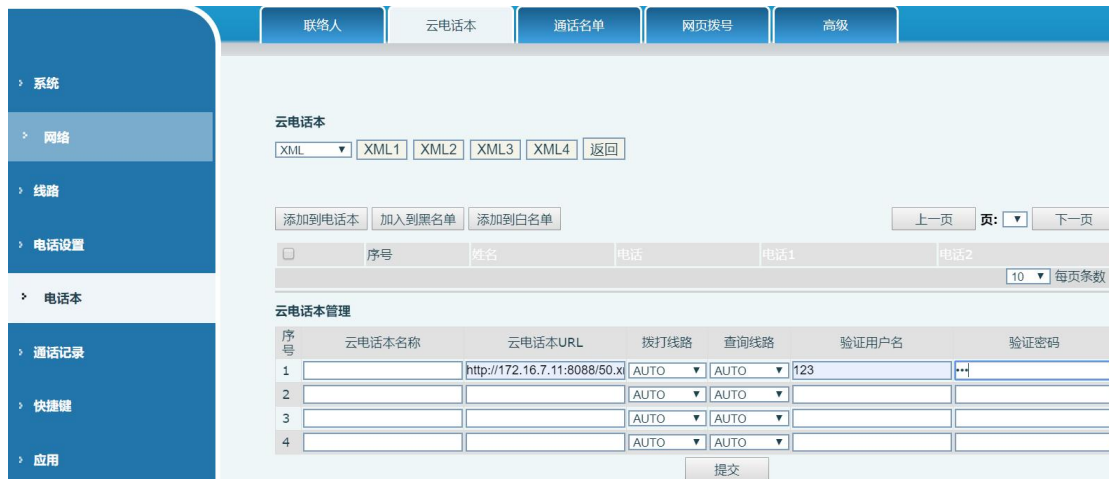 联络人 云电话本 通话名单 网页拨号 高级
系统
网络
线路
电话设置
电话本
通话记录
快捷键
应用
云电话本
XML XML1 XML2 XML3 XML4 返回
添加到电话本 加入到黑名单 添加到白名单 上一页 页: 下一页
序号 姓名 电话 电话1 电话2
10 每页条数
云电话本管理
序号 云电话本名称 云电话本URL 拨打线路 查询线路 验证用户名 验证密码
1 http://172.16.7.11:8088/50.x AUTO AUTO 123 •••
2 AUTO AUTO
3 AUTO AUTO
4 AUTO AUTO
提交